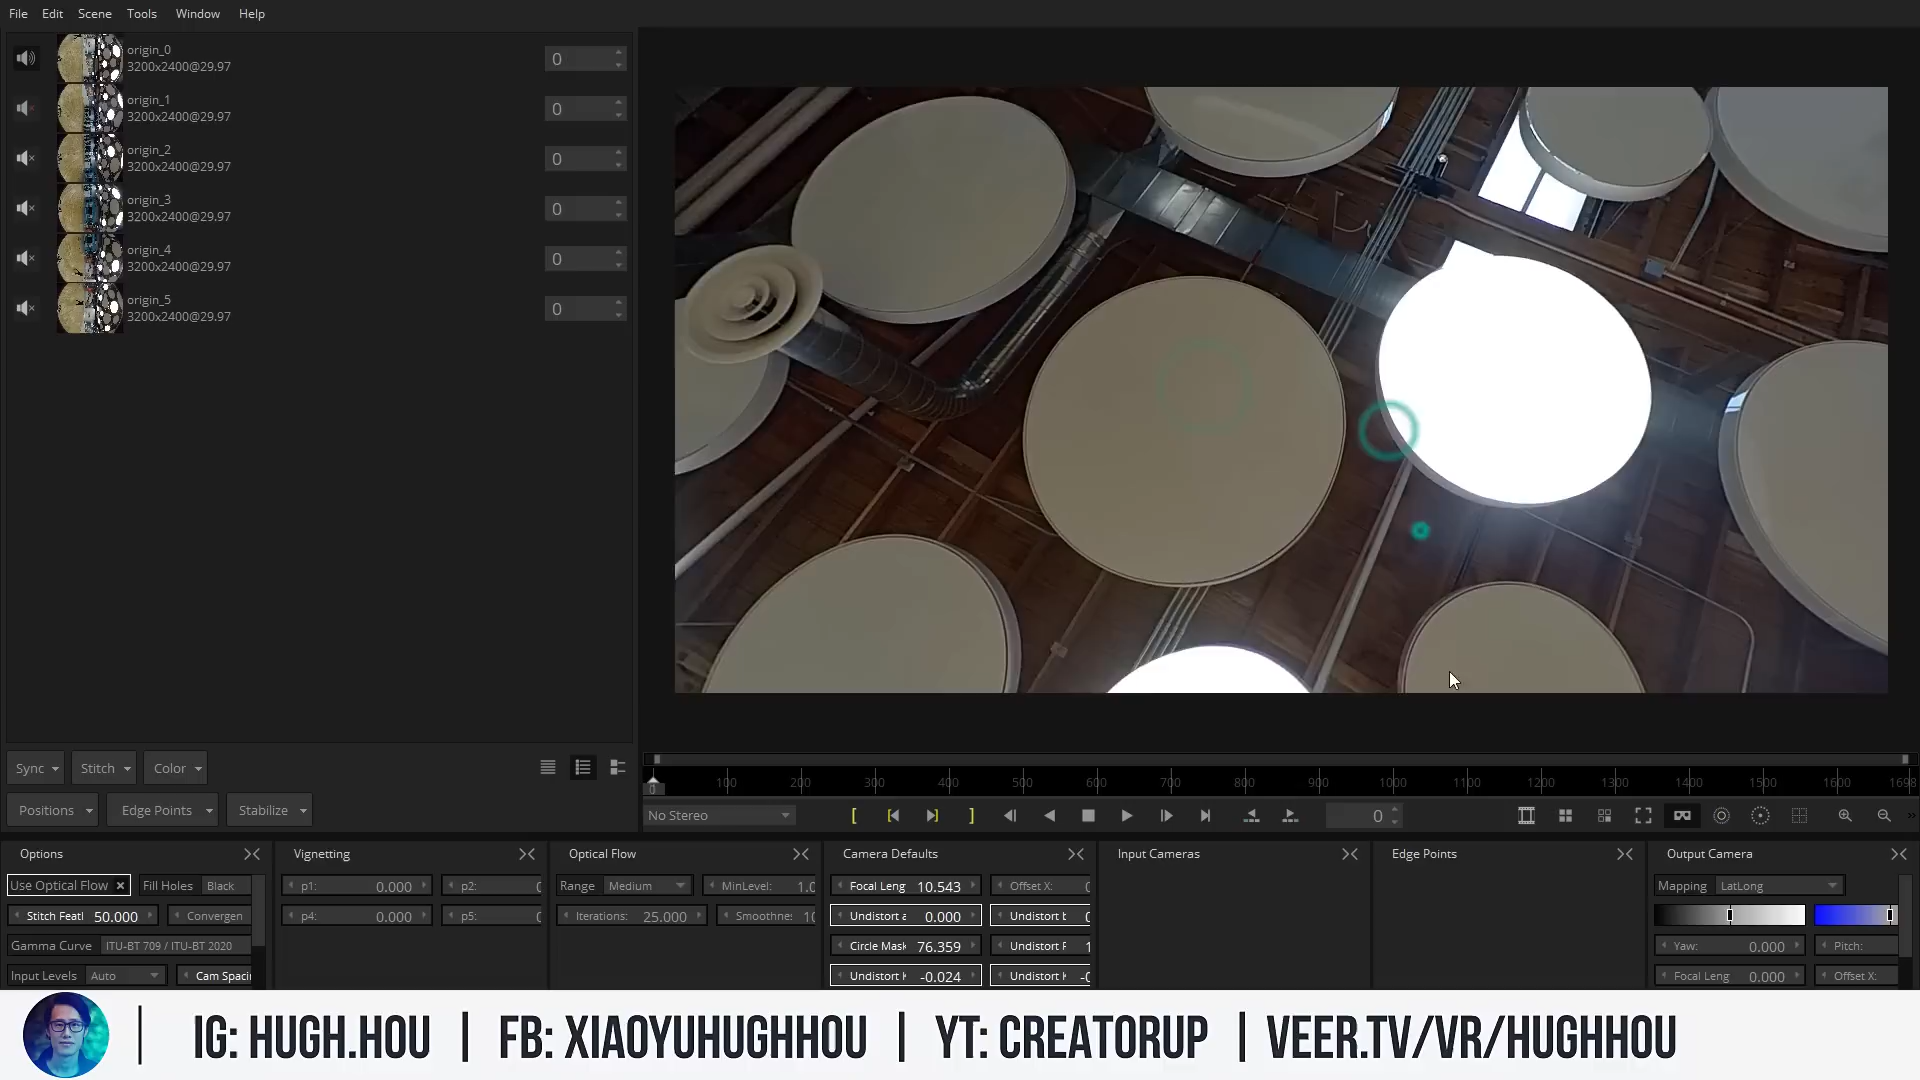 File Edit Scene Tools Window Help
origin_0
3200x2400@29.97
0
origin_1
3200x2400@29.97
0
origin_2
3200x2400@29.97
0
origin_3
3200x2400@29.97
0
origin_4
3200x2400@29.97
0
origin_5
3200x2400@29.97
0
Sync Stitch Color
Positions Edge Points Stabilize
0 100 200 300 400 500 600 700 800 900 1000 1100 1200 1300 1400 1500 1600 1698
No Stereo [ ] 0
Options Vignetting Optical Flow Camera Defaults Input Cameras Edge Points Output Camera
Use Optical Flow Fill Holes Black p1: 0.000 p2: Range Medium MinLevel: 1.0 Focal Leng 10.543 Offset X: Mapping LatLong
Stitch Featl 50.000 Convergen p4: 0.000 p5: Iterations: 25.000 Smoothne: 10 Undistort a 0.000 Undistort b
Gamma Curve ITU-BT 709 / ITU-BT 2020 Circle Mask 76.359 Undistort F 1 Yaw: 0.000 Pitch:
Input Levels Auto Cam Spacin Undistort k -0.024 Undistort k Focal Leng 0.000 Offset X:
IG: HUGH.HOU | FB: XIAOYUHUGHHOU | YT: CREATORUP | VEER.TV/VR/HUGHHOU